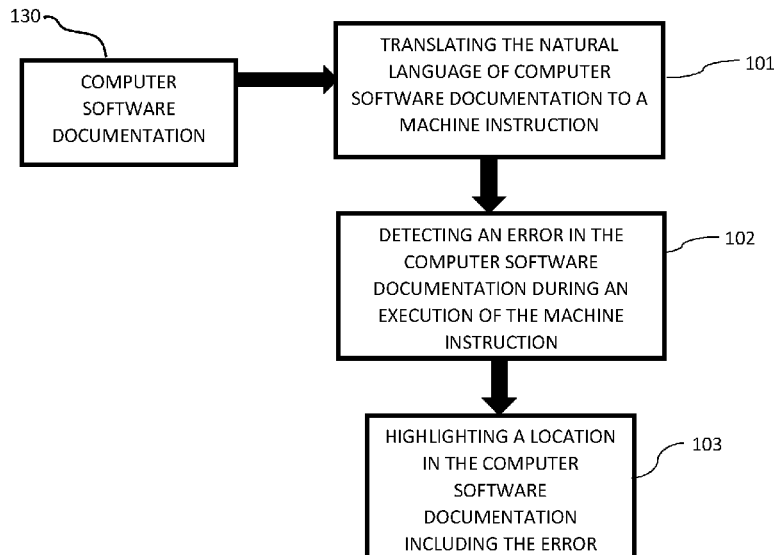 130
COMPUTER
SOFTWARE
DOCUMENTATION
TRANSLATING THE NATURAL
LANGUAGE OF COMPUTER
SOFTWARE DOCUMENTATION TO A
MACHINE INSTRUCTION
101
DETECTING AN ERROR IN THE
COMPUTER SOFTWARE
DOCUMENTATION DURING AN
EXECUTION OF THE MACHINE
INSTRUCTION
102
HIGHLIGHTING A LOCATION
IN THE COMPUTER
SOFTWARE
DOCUMENTATION
INCLUDING THE ERROR
103